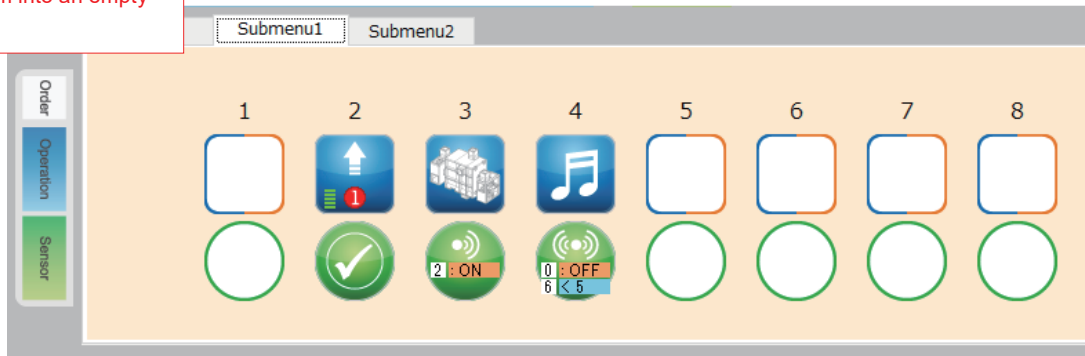 into an empty
Submenu1 Submenu2
Order
Operation
Sensor
1 2 3 4 5 6 7 8
1
2 : ON
0 : OFF
6 < 5